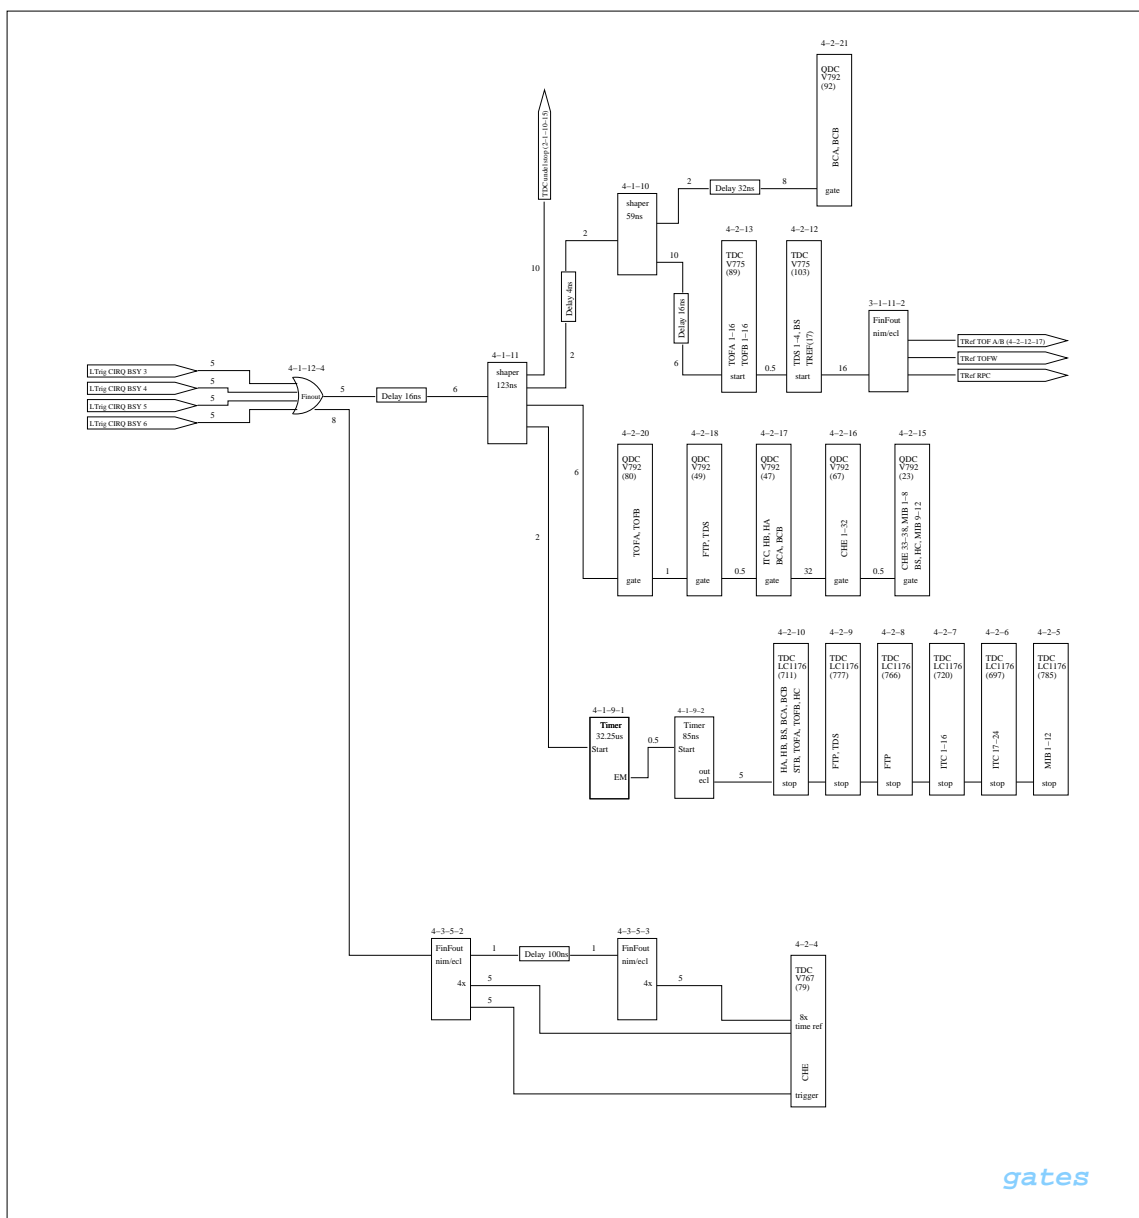 4-2-21
QDC
V792
(92)
BCA, BCB
gate
TDC undel stop (2-1-10-15)
4-1-10
shaper
59ns
2
Delay 32ns
8
2
10
10
Delay 4ns
2
Delay 16ns
6
4-2-13
TDC
V775
(89)
TOFA 1-16
TOFB 1-16
start
0.5
4-2-12
TDC
V775
(103)
TDS 1-4, BS
TREF(17)
start
16
3-1-11-2
FinFout
nim/ecl
TRef TOF A/B (4-2-12-17)
TRef TOFW
TRef RPC
LTrig CIRQ BSY 3
5
LTrig CIRQ BSY 4
5
LTrig CIRQ BSY 5
5
LTrig CIRQ BSY 6
5
4-1-12-4
Finout
5
8
Delay 16ns
6
4-1-11
shaper
123ns
6
2
4-2-20
QDC
V792
(80)
TOFA, TOFB
gate
1
4-2-18
QDC
V792
(49)
FTP, TDS
gate
0.5
4-2-17
QDC
V792
(47)
ITC, HB, HA
BCA, BCB
gate
32
4-2-16
QDC
V792
(67)
CHE 1-32
gate
0.5
4-2-15
QDC
V792
(23)
CHE 33-38, MIB 1-8
BS, HC, MIB 9-12
gate
4-1-9-1
Timer
32.25us
Start
EM
0.5
4-1-9-2
Timer
85ns
Start
out
ecl
5
4-2-10
TDC
LC1176
(711)
HA, HB, BS, BCA, BCB
STB, TOFA, TOFB, HC
stop
4-2-9
TDC
LC1176
(777)
FTP, TDS
stop
4-2-8
TDC
LC1176
(766)
FTP
stop
4-2-7
TDC
LC1176
(720)
ITC 1-16
stop
4-2-6
TDC
LC1176
(697)
ITC 17-24
stop
4-2-5
TDC
LC1176
(785)
MIB 1-12
stop
4-3-5-2
FinFout
nim/ecl
4x
1
Delay 100ns
1
5
5
4-3-5-3
FinFout
nim/ecl
4x
5
4-2-4
TDC
V767
(79)
8x
time ref
CHE
trigger
gates